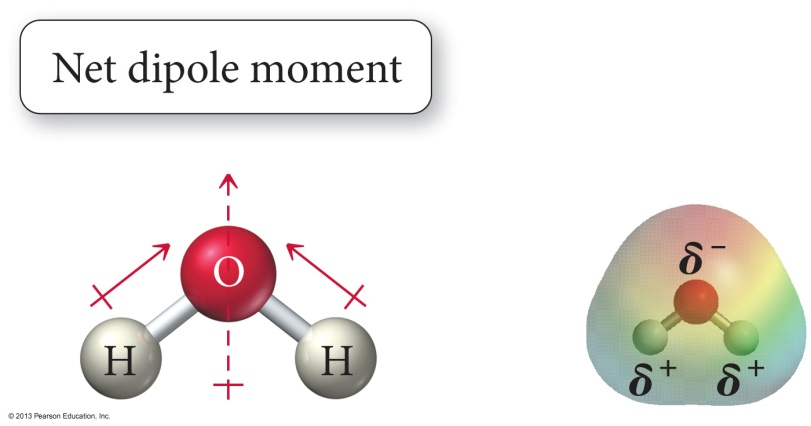 Net dipole moment
O
H H
δ−
δ+ δ+
© 2013 Pearson Education, Inc.